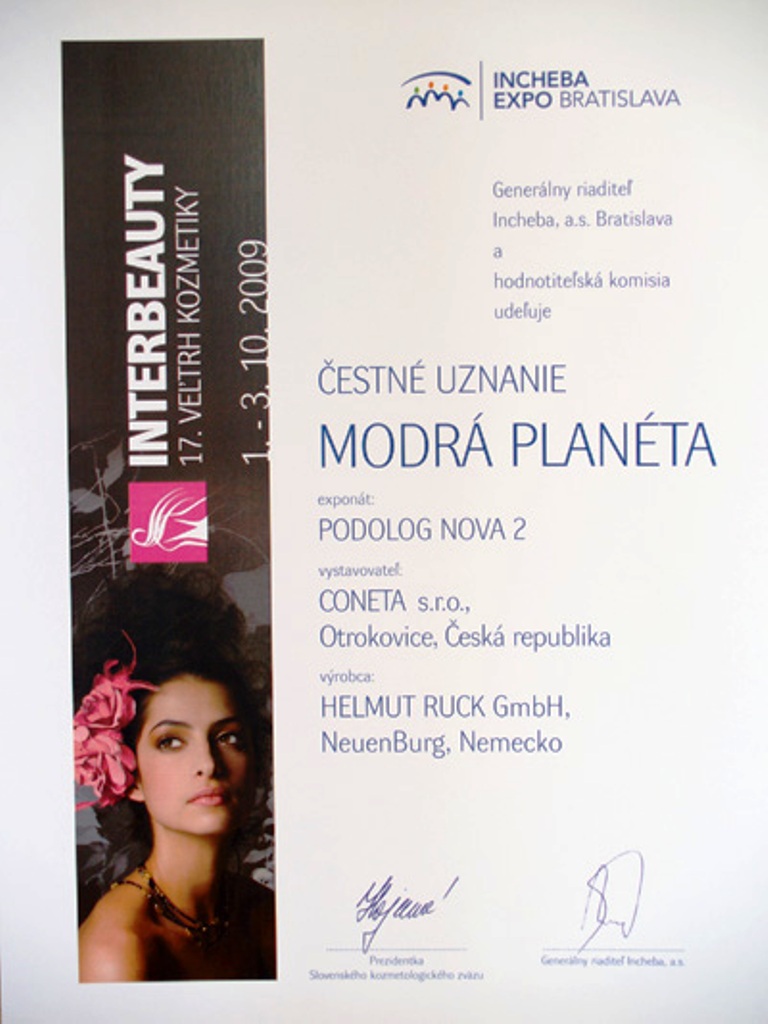 INTERBEAUTY
17. VEĽTRH KOZMETIKY
1. - 3. 10. 2009
INCHEBA
EXPO BRATISLAVA
Generálny riaditeľ
Incheba, a.s. Bratislava
a
hodnotiteľská komisia
udeľuje
ČESTNÉ UZNANIE
MODRÁ PLANÉTA
exponát:
PODOLOG NOVA 2
vystavovateľ:
CONETA s.r.o.,
Otrokovice, Česká republika
výrobca:
HELMUT RUCK GmbH,
NeuenBurg, Nemecko
Prezidentka
Slovenského kozmetologického zväzu
Generálny riaditeľ Incheba, a.s.